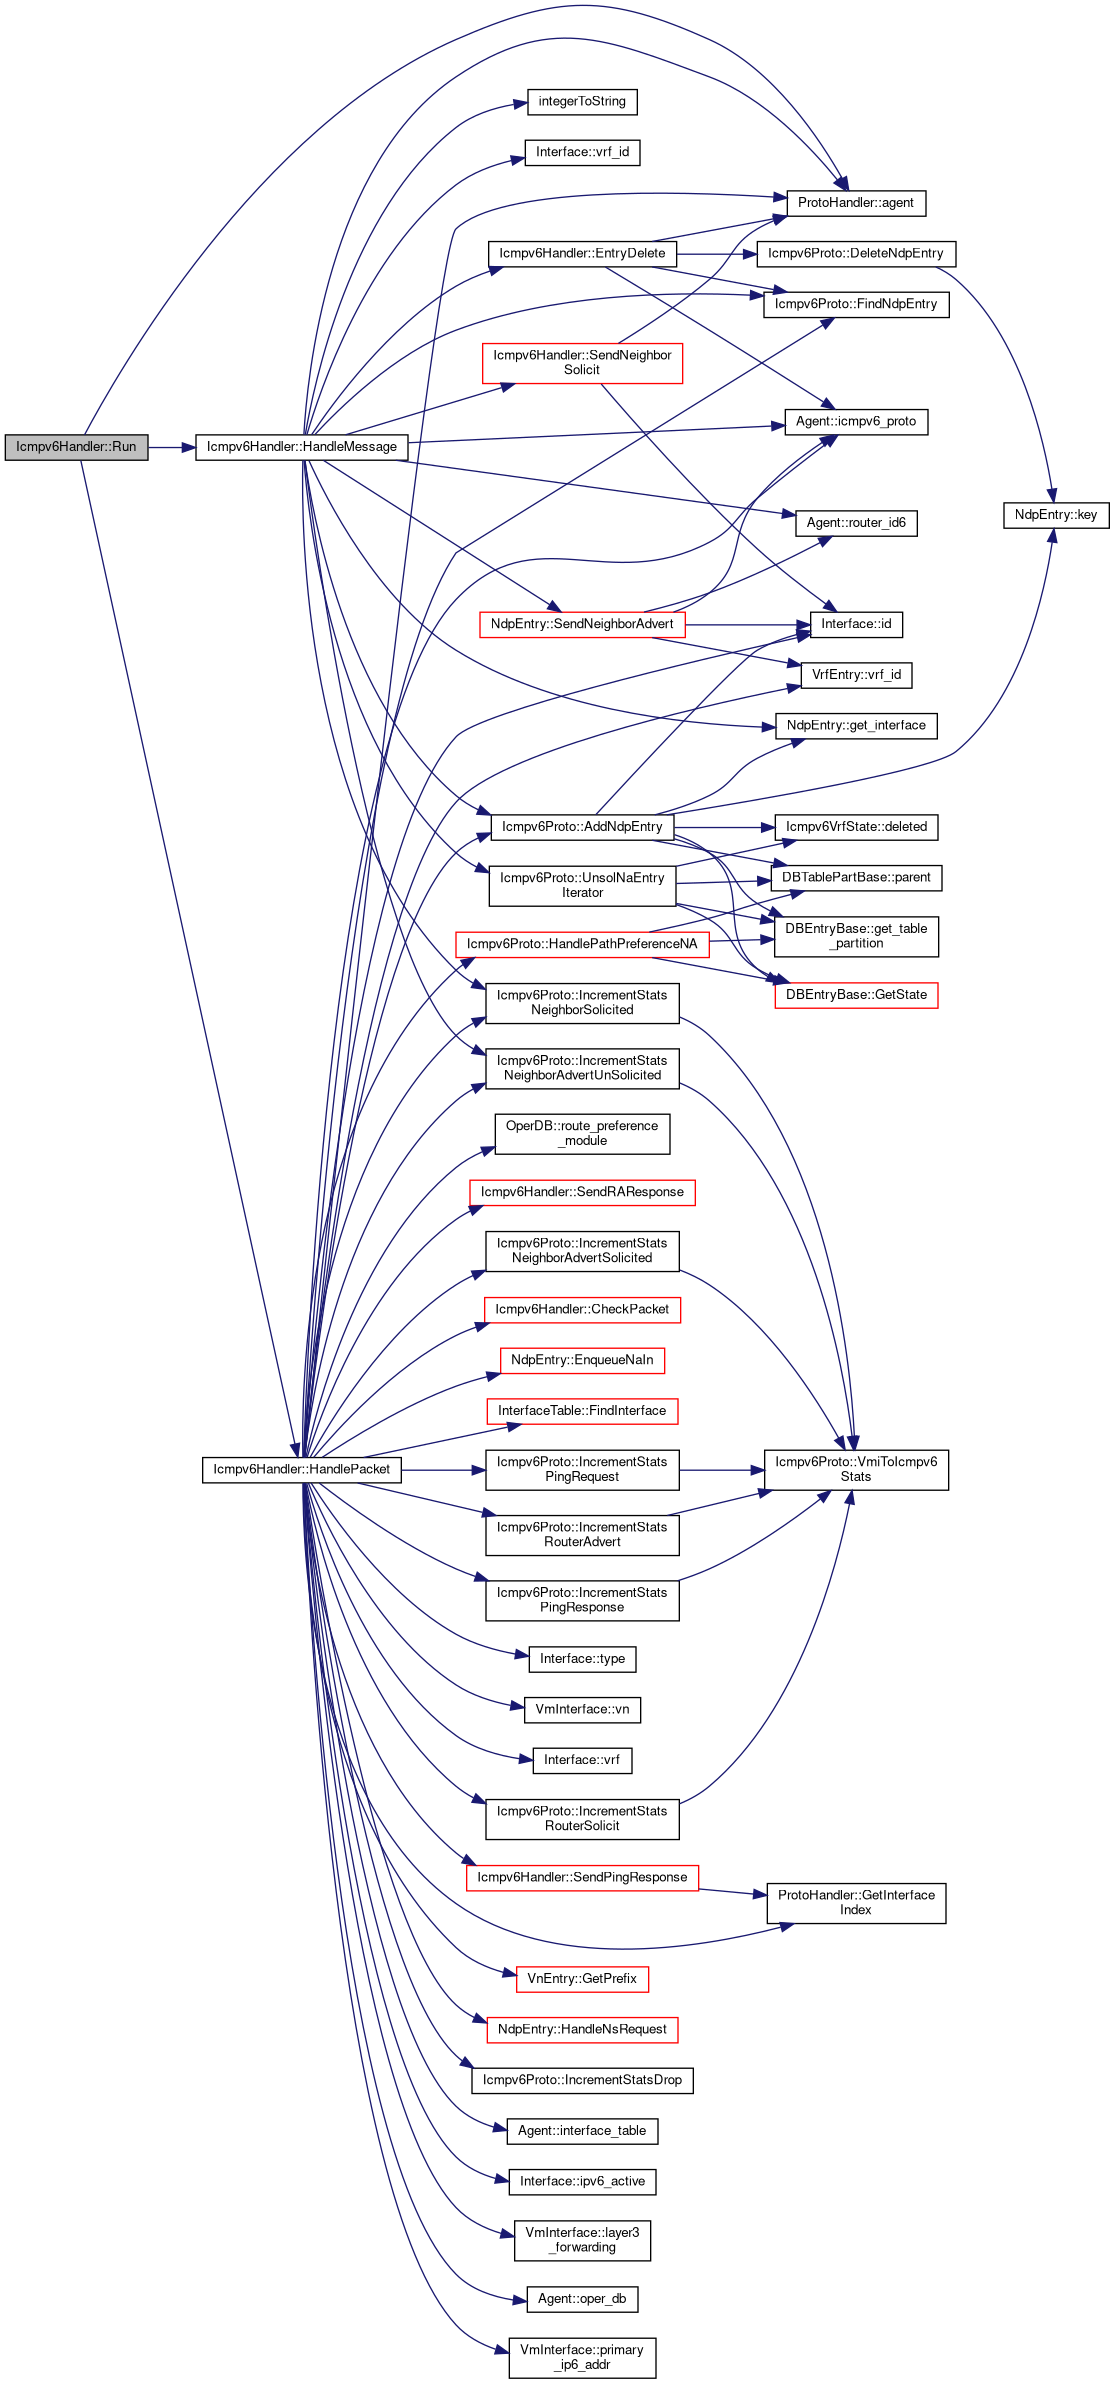 integerToString
Interface::vrf_id
ProtoHandler::agent
Icmpv6Handler::EntryDelete
Icmpv6Proto::DeleteNdpEntry
Icmpv6Proto::FindNdpEntry
Icmpv6Handler::SendNeighbor
Solicit
Agent::icmpv6_proto
Icmpv6Handler::Run
Icmpv6Handler::HandleMessage
NdpEntry::key
Agent::router_id6
NdpEntry::SendNeighborAdvert
Interface::id
VrfEntry::vrf_id
NdpEntry::get_interface
Icmpv6Proto::AddNdpEntry
Icmpv6VrfState::deleted
Icmpv6Proto::UnsolNaEntry
Iterator
DBTablePartBase::parent
DBEntryBase::get_table
_partition
Icmpv6Proto::HandlePathPreferenceNA
DBEntryBase::GetState
Icmpv6Proto::IncrementStats
NeighborSolicited
Icmpv6Proto::IncrementStats
NeighborAdvertUnSolicited
OperDB::route_preference
_module
Icmpv6Handler::SendRAResponse
Icmpv6Proto::IncrementStats
NeighborAdvertSolicited
Icmpv6Handler::CheckPacket
NdpEntry::EnqueueNaIn
InterfaceTable::FindInterface
Icmpv6Handler::HandlePacket
Icmpv6Proto::IncrementStats
PingRequest
Icmpv6Proto::VmiToIcmpv6
Stats
Icmpv6Proto::IncrementStats
RouterAdvert
Icmpv6Proto::IncrementStats
PingResponse
Interface::type
VmInterface::vn
Interface::vrf
Icmpv6Proto::IncrementStats
RouterSolicit
Icmpv6Handler::SendPingResponse
ProtoHandler::GetInterface
Index
VnEntry::GetPrefix
NdpEntry::HandleNsRequest
Icmpv6Proto::IncrementStatsDrop
Agent::interface_table
Interface::ipv6_active
VmInterface::layer3
_forwarding
Agent::oper_db
VmInterface::primary
_ip6_addr